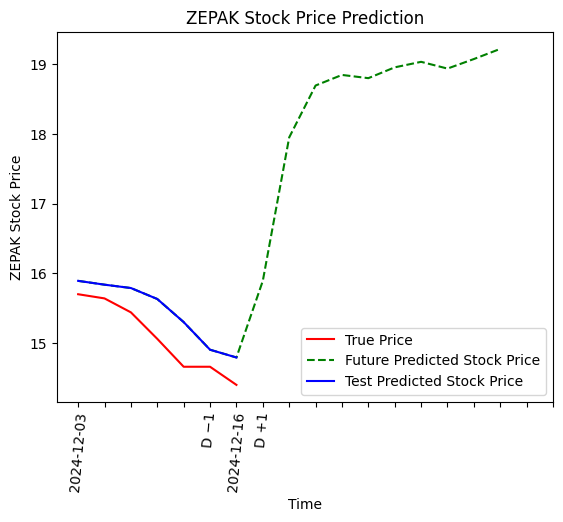 ZEPAK Stock Price Prediction
ZEPAK Stock Price
19
18
17
16
15
True Price
Future Predicted Stock Price
Test Predicted Stock Price
2024-12-03
D −1
2024-12-16
D +1
Time